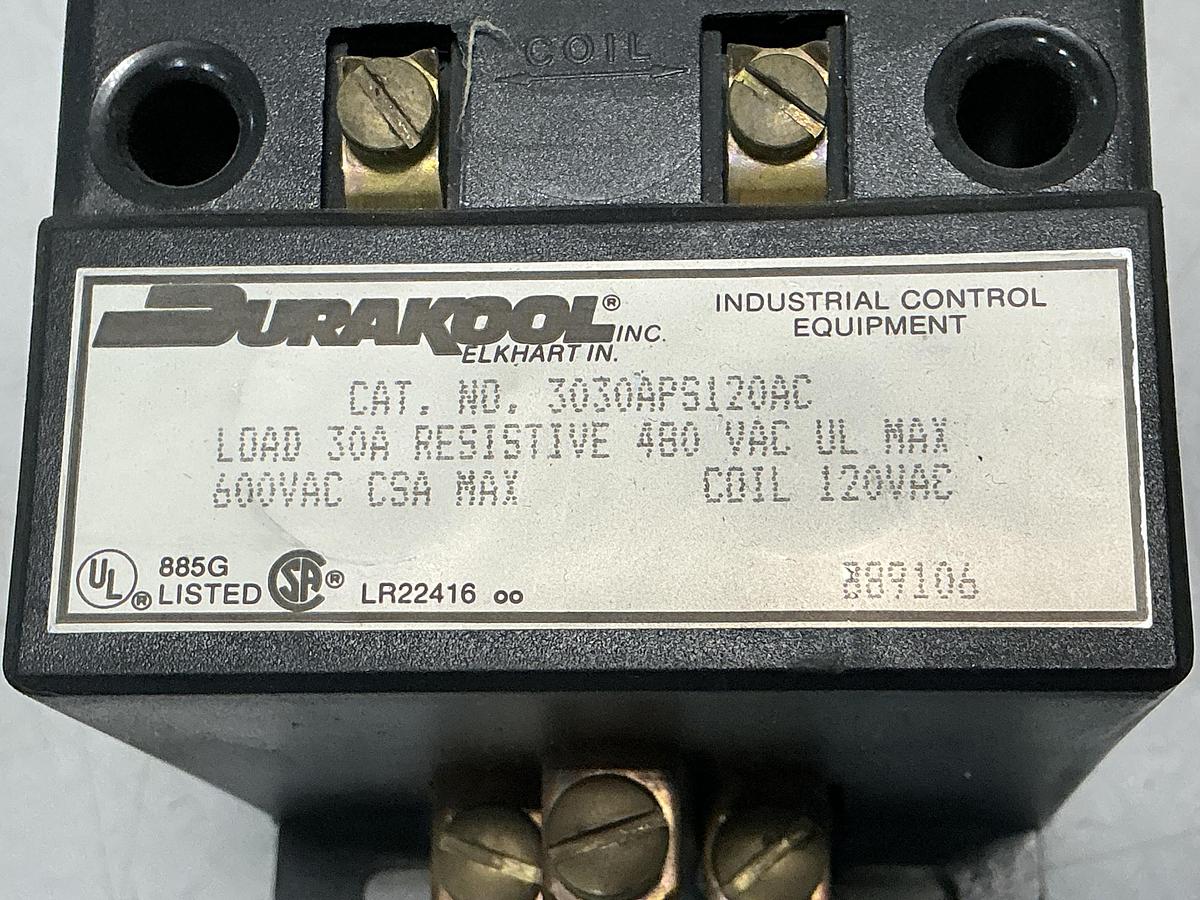 COIL
DURAKOOL® INC.
ELKHART IN.
INDUSTRIAL CONTROL
EQUIPMENT
CAT. NO. 3030APS120AC
LOAD 30A RESISTIVE 480 VAC UL MAX
600VAC CSA MAX COIL 120VAC
UL® 885G
LISTED SA® LR22416 oo
889106